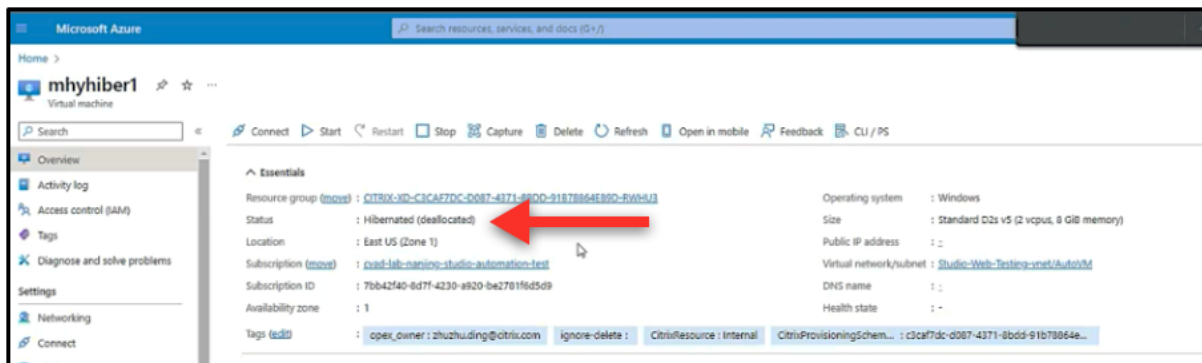 Microsoft Azure
Search resources, services, and docs (G+/)
Home >
mhyhiber1
Virtual machine
Search
Connect Start Restart Stop Capture Delete Refresh Open in mobile Feedback CLI / PS
Overview
Activity log
Access control (IAM)
Tags
Diagnose and solve problems
Settings
Networking
Connect
Essentials
Resource group (move) : CITRIX-XD-C3CAF7DC-D087-4371-8BDD-91B78864EB9D-RWHU3
Status : Hibernated (deallocated)
Location : East US (Zone 1)
Subscription (move) : cvad-lab-nanjing-studio-automation-test
Subscription ID : 7bb42f40-8d7f-4230-a920-be2781f6d5d9
Availability zone : 1
Operating system : Windows
Size : Standard D2s v5 (2 vcpus, 8 GiB memory)
Public IP address : -
Virtual network/subnet : Studio-Web-Testing-vnet/AutoVM
DNS name : -
Health state : -
Tags (edit) : opex_owner : zhuzhu.ding@citrix.com ignore-delete : CitrixResource : Internal CitrixProvisioningSchem... : c3caf7dc-d087-4371-8bdd-91b78864e...